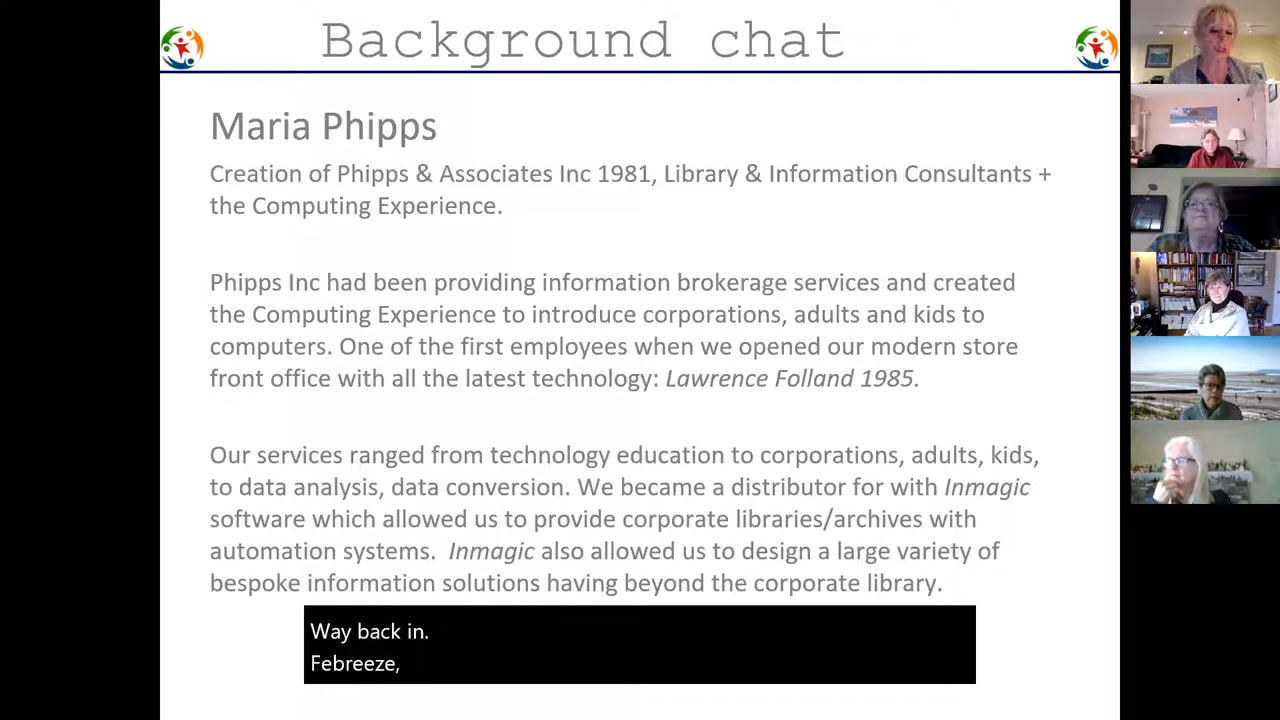 Background chat
Maria Phipps
Creation of Phipps & Associates Inc 1981, Library & Information Consultants +
the Computing Experience.
Phipps Inc had been providing information brokerage services and created
the Computing Experience to introduce corporations, adults and kids to
computers. One of the first employees when we opened our modern store
front office with all the latest technology: Lawrence Folland 1985.
Our services ranged from technology education to corporations, adults, kids,
to data analysis, data conversion. We became a distributor for with Inmagic
software which allowed us to provide corporate libraries/archives with
automation systems. Inmagic also allowed us to design a large variety of
bespoke information solutions having beyond the corporate library.
Way back in.
Febreeze,